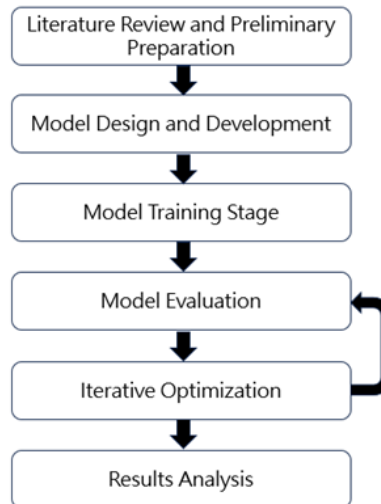 Literature Review and Preliminary
Preparation
Model Design and Development
Model Training Stage
Model Evaluation
Iterative Optimization
Results Analysis